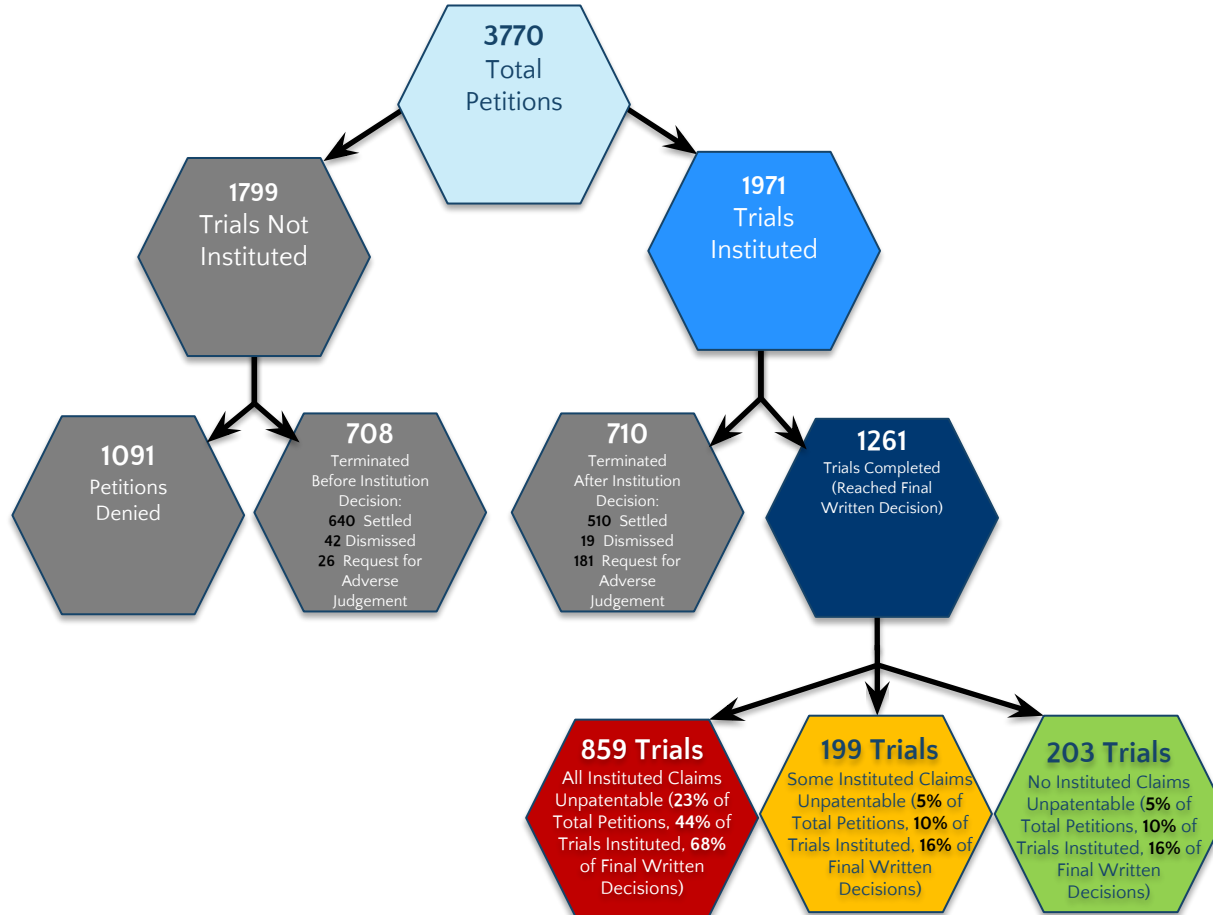 3770
Total
Petitions
1799
Trials Not
Instituted
1971
Trials
Instituted
1091
Petitions
Denied
708
Terminated
Before Institution
Decision:
640 Settled
42 Dismissed
26 Request for
Adverse
Judgement
710
Terminated
After Institution
Decision:
510 Settled
19 Dismissed
181 Request for
Adverse
Judgement
1261
Trials Completed
(Reached Final
Written Decision)
859 Trials
All Instituted Claims
Unpatentable (23% of
Total Petitions, 44% of
Trials Instituted, 68%
of Final Written
Decisions)
199 Trials
Some Instituted Claims
Unpatentable (5% of
Total Petitions, 10% of
Trials Instituted, 16% of
Final Written
Decisions)
203 Trials
No Instituted Claims
Unpatentable (5% of
Total Petitions, 10% of
Trials Instituted, 16% of
Final Written
Decisions)